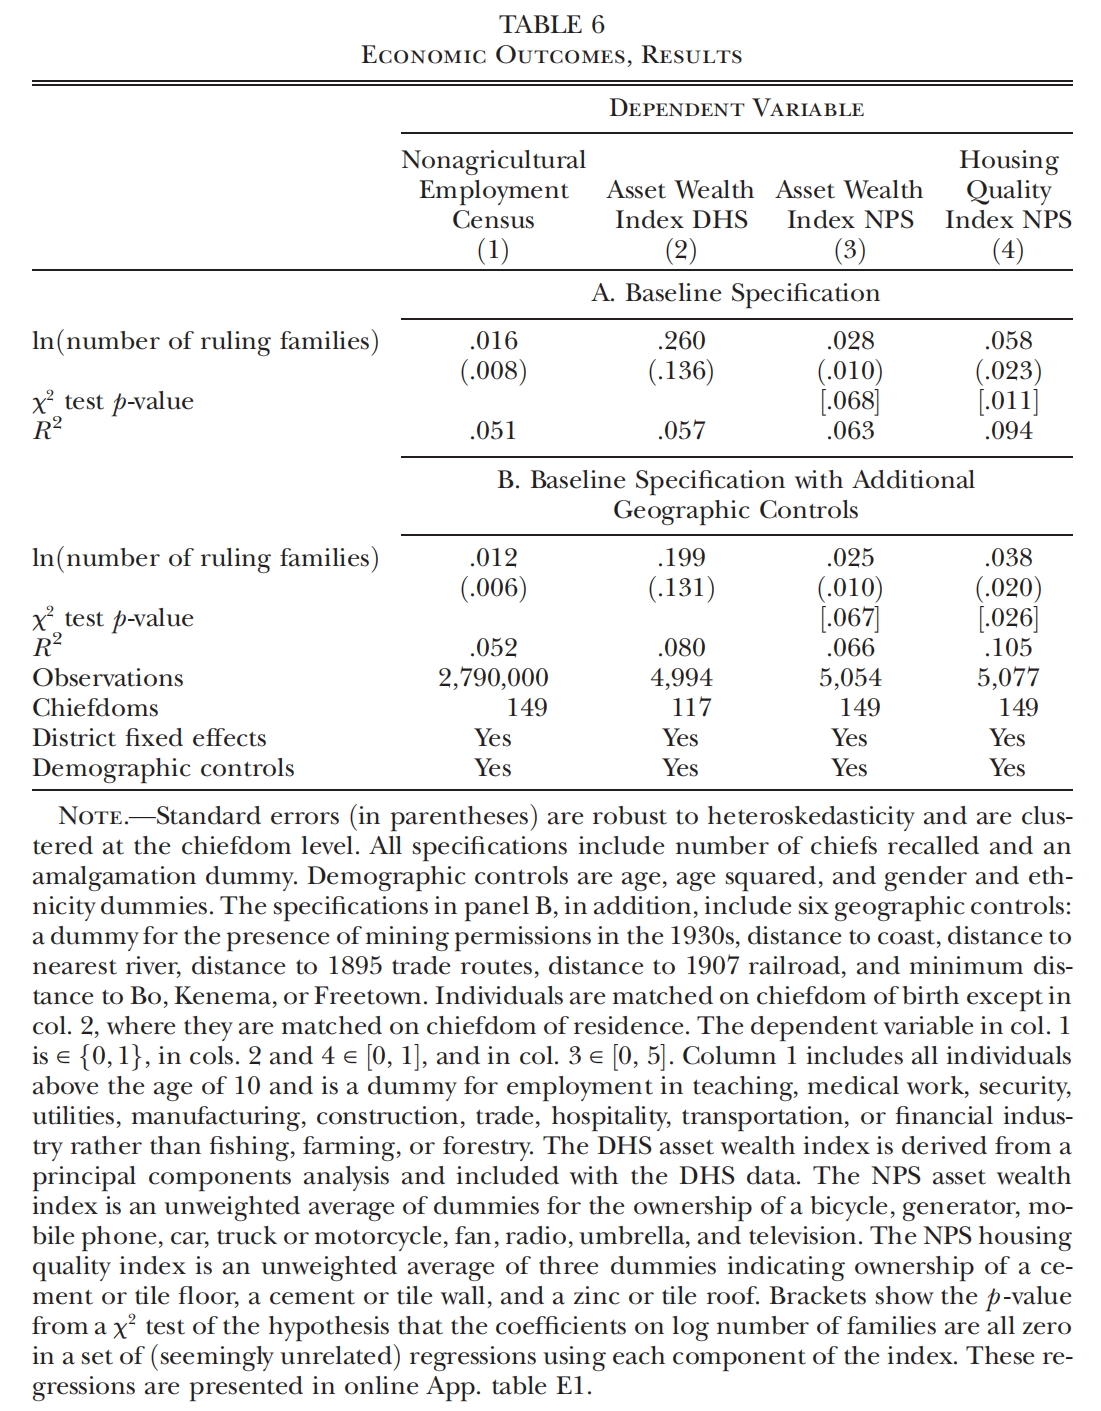 TABLE 6
Economic Outcomes, Results
Dependent Variable
Nonagricultural Employment Census (1) Asset Wealth Index DHS (2) Asset Wealth Index NPS (3) Housing Quality Index NPS (4)
A. Baseline Specification
ln(number of ruling families) .016 .260 .028 .058
(.008) (.136) (.010) (.023)
χ² test p-value [.068] [.011]
R² .051 .057 .063 .094
B. Baseline Specification with Additional
Geographic Controls
ln(number of ruling families) .012 .199 .025 .038
(.006) (.131) (.010) (.020)
χ² test p-value [.067] [.026]
R² .052 .080 .066 .105
Observations 2,790,000 4,994 5,054 5,077
Chiefdoms 149 117 149 149
District fixed effects Yes Yes Yes Yes
Demographic controls Yes Yes Yes Yes
Note.—Standard errors (in parentheses) are robust to heteroskedasticity and are clus-
tered at the chiefdom level. All specifications include number of chiefs recalled and an
amalgamation dummy. Demographic controls are age, age squared, and gender and eth-
nicity dummies. The specifications in panel B, in addition, include six geographic controls:
a dummy for the presence of mining permissions in the 1930s, distance to coast, distance to
nearest river, distance to 1895 trade routes, distance to 1907 railroad, and minimum dis-
tance to Bo, Kenema, or Freetown. Individuals are matched on chiefdom of birth except in
col. 2, where they are matched on chiefdom of residence. The dependent variable in col. 1
is ∈ {0, 1}, in cols. 2 and 4 ∈ [0, 1], and in col. 3 ∈ [0, 5]. Column 1 includes all individuals
above the age of 10 and is a dummy for employment in teaching, medical work, security,
utilities, manufacturing, construction, trade, hospitality, transportation, or financial indus-
try rather than fishing, farming, or forestry. The DHS asset wealth index is derived from a
principal components analysis and included with the DHS data. The NPS asset wealth
index is an unweighted average of dummies for the ownership of a bicycle, generator, mo-
bile phone, car, truck or motorcycle, fan, radio, umbrella, and television. The NPS housing
quality index is an unweighted average of three dummies indicating ownership of a ce-
ment or tile floor, a cement or tile wall, and a zinc or tile roof. Brackets show the p-value
from a χ² test of the hypothesis that the coefficients on log number of families are all zero
in a set of (seemingly unrelated) regressions using each component of the index. These re-
gressions are presented in online App. table E1.